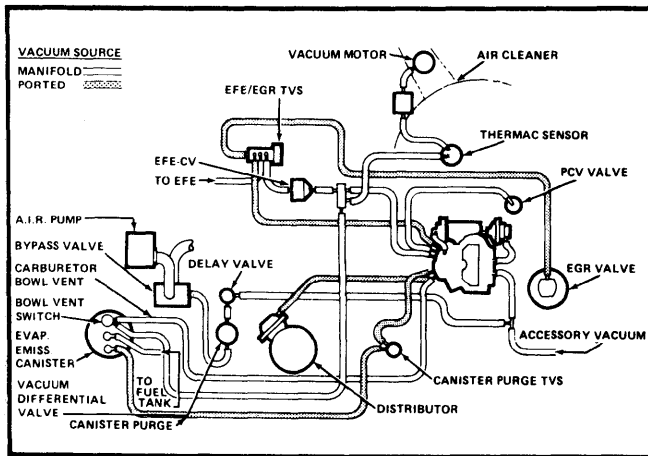 VACUUM SOURCE
MANIFOLD
PORTED
VACUUM MOTOR
AIR CLEANER
EFE/EGR TVS
THERMAC SENSOR
EFE-CV
TO EFE
PCV VALVE
A.I.R. PUMP
BYPASS VALVE
DELAY VALVE
CARBURETOR
BOWL VENT
EGR VALVE
BOWL VENT
SWITCH
EVAP.
EMISS
CANISTER
ACCESSORY VACUUM
VACUUM
DIFFERENTIAL
VALVE
TO
FUEL
TANK
CANISTER PURGE TVS
DISTRIBUTOR
CANISTER PURGE